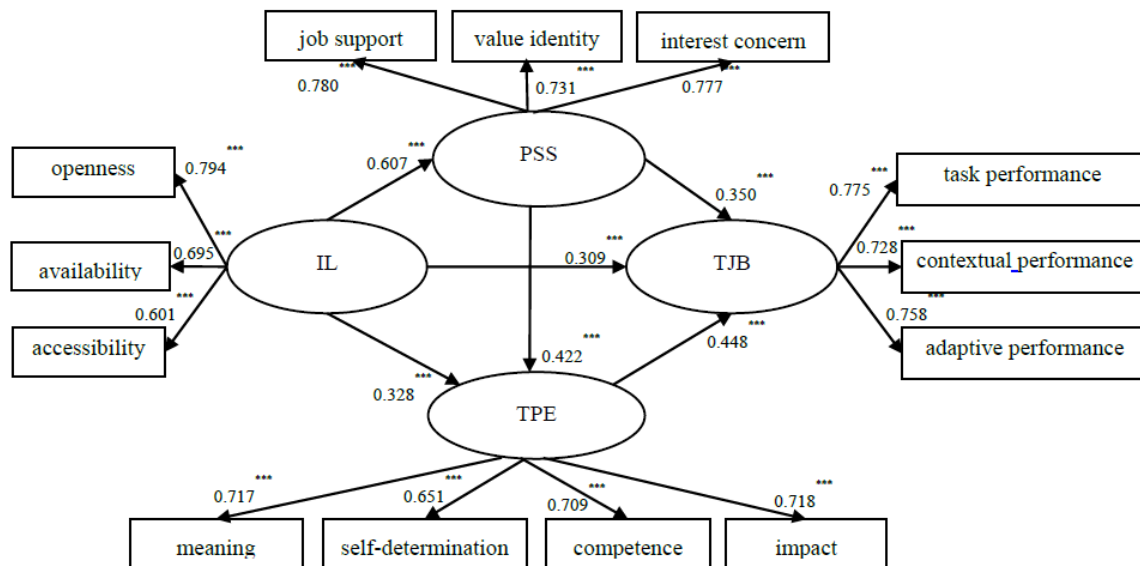 job support
value identity
interest concern
***
***
***
0.780
0.731
0.777
openness
***
0.794
***
0.607
PSS
task performance
***
0.775
***
0.350
availability
***
0.695
IL
***
0.309
TJB
***
0.728
contextual performance
accessibility
***
0.601
***
0.758
adaptive performance
***
0.422
***
0.448
***
0.328
TPE
***
0.717
***
0.651
***
0.709
***
0.718
meaning
self-determination
competence
impact